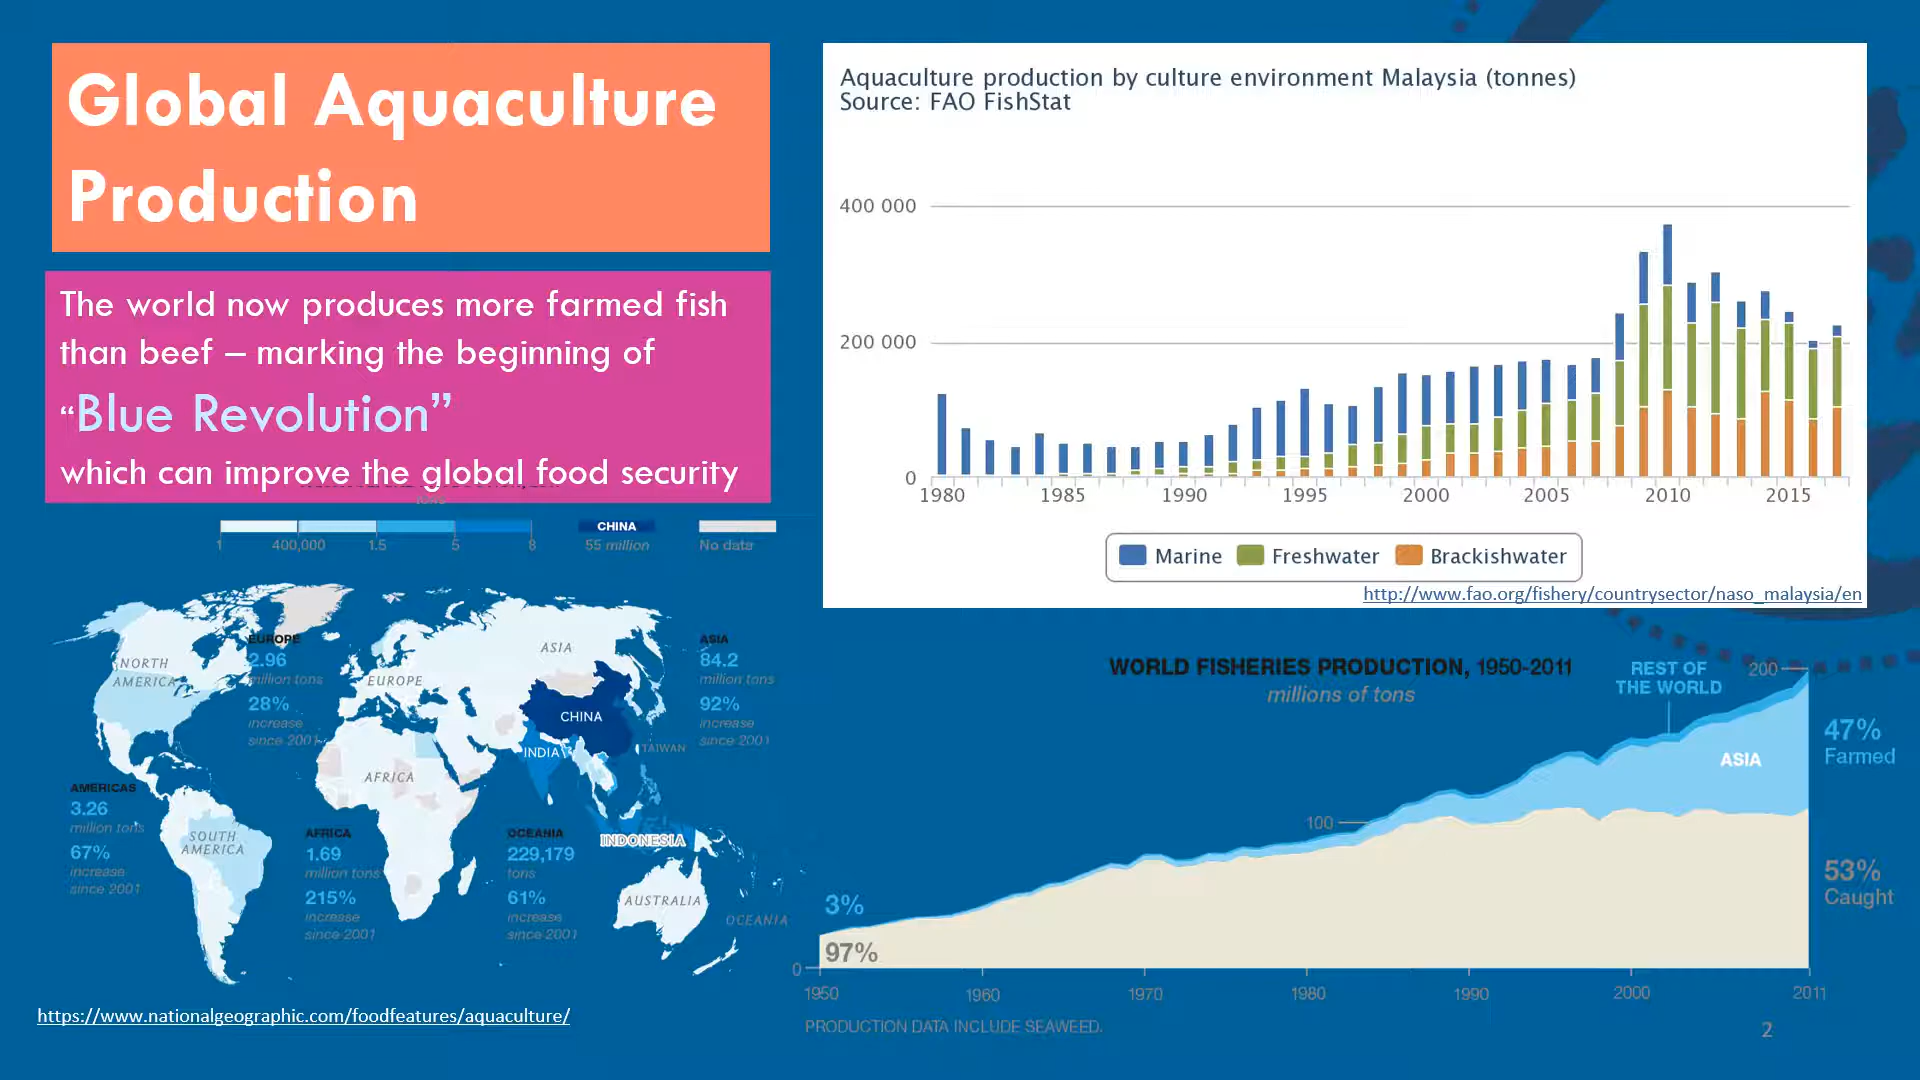 Global Aquaculture
Production
The world now produces more farmed fish
than beef – marking the beginning of
“Blue Revolution”
which can improve the global food security
1 400,000 1.5 5 8
CHINA
55 million
No data
NORTH
AMERICA
EUROPE
2.96
million tons
28%
increase
since 2001
EUROPE
ASIA
CHINA
INDIA
TAIWAN
ASIA
84.2
million tons
92%
increase
since 2001
AFRICA
AMERICAS
3.26
million tons
67%
increase
since 2001
SOUTH
AMERICA
AFRICA
1.69
million tons
215%
increase
since 2001
OCEANIA
229,179
tons
61%
increase
since 2001
INDONESIA
AUSTRALIA
OCEANIA
https://www.nationalgeographic.com/foodfeatures/aquaculture/
Aquaculture production by culture environment Malaysia (tonnes)
Source: FAO FishStat
400 000
200 000
0
1980 1985 1990 1995 2000 2005 2010 2015
Marine Freshwater Brackishwater
http://www.fao.org/fishery/countrysector/naso_malaysia/en
WORLD FISHERIES PRODUCTION, 1950-2011
millions of tons
REST OF
THE WORLD
200
ASIA
47%
Farmed
100
53%
Caught
3%
97%
0
1950 1960 1970 1980 1990 2000 2011
PRODUCTION DATA INCLUDE SEAWEED.
2